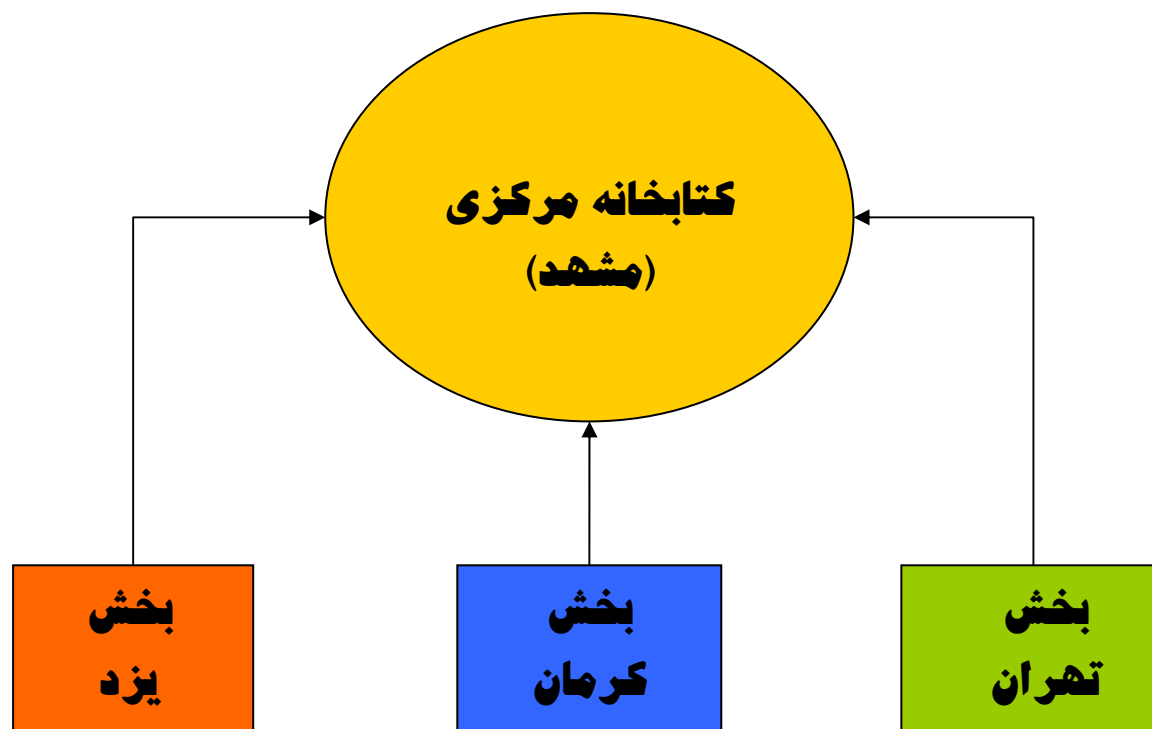 کتابخانه مرکزی
(مشهد)
بخش
تهران
بخش
کرمان
بخش
یزد